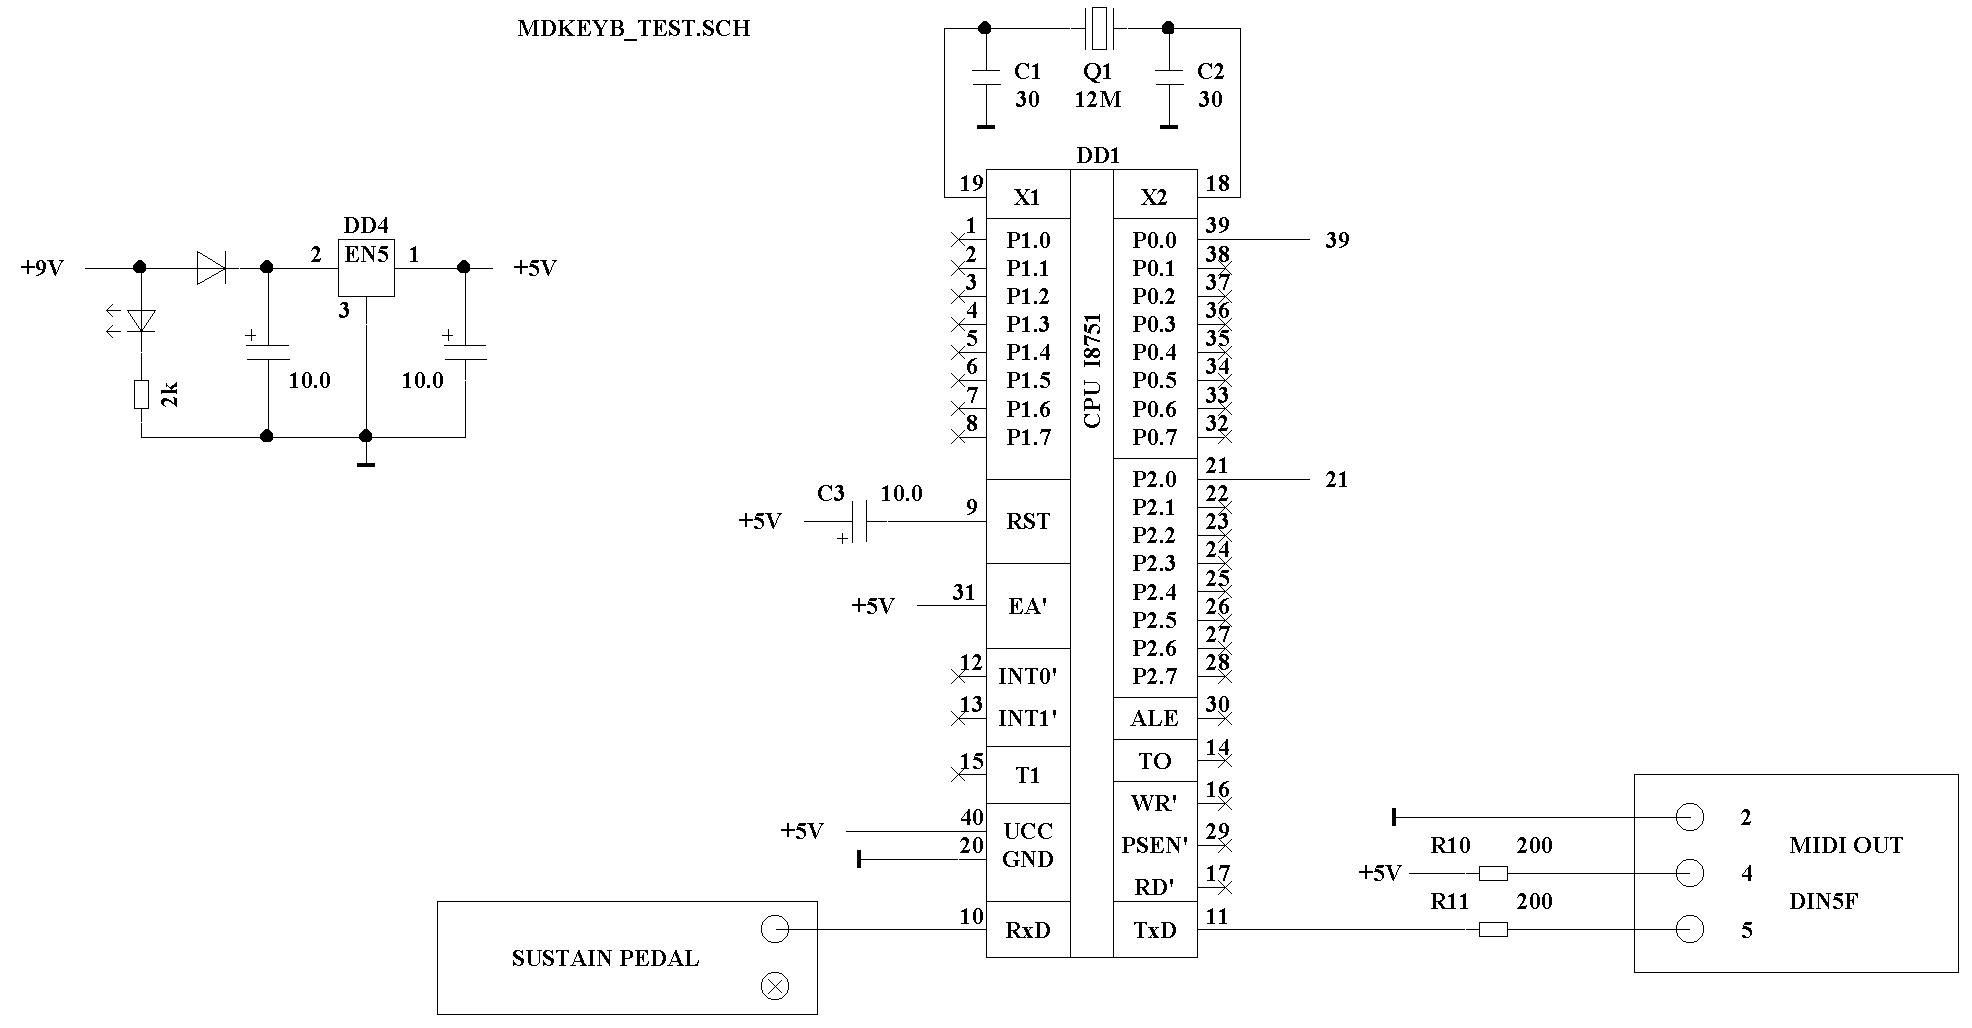 MDKEYB_TEST.SCH
C1
30
Q1
12M
C2
30
DD1
CPU I8751
19 X1
X2 18
1 P1.0
2 P1.1
3 P1.2
4 P1.3
5 P1.4
6 P1.5
7 P1.6
8 P1.7
P0.0 39 39
P0.1 38
P0.2 37
P0.3 36
P0.4 35
P0.5 34
P0.6 33
P0.7 32
P2.0 21 21
P2.1 22
P2.2 23
P2.3 24
P2.4 25
P2.5 26
P2.6 27
P2.7 28
+9V
DD4
2 EN5 1
3
+5V
+ 10.0
10.0 +
2k
C3 10.0
+5V + 9 RST
+5V 31 EA'
12 INT0'
13 INT1'
15 T1
+5V 40 UCC
20 GND
10 RxD
ALE 30
TO 14
WR' 16
PSEN' 29
RD' 17
TxD 11
SUSTAIN PEDAL
2
R10 200
+5V 4
R11 200
5
MIDI OUT
DIN5F